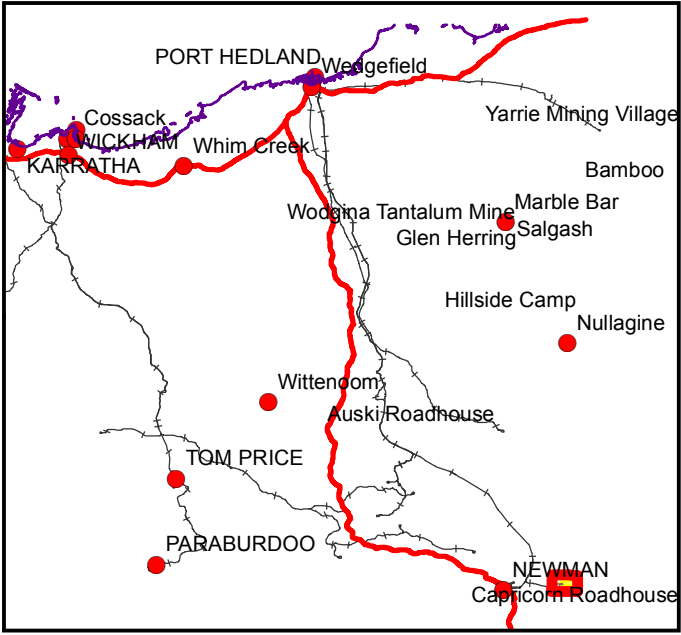 PORT HEDLAND
Wedgefield
Yarrie Mining Village
Cossack
WICKHAM
Whim Creek
KARRATHA
Bamboo
Marble Bar
Wodgina Tantalum Mine
Salgash
Glen Herring
Hillside Camp
Nullagine
Wittenoom
Auski Roadhouse
TOM PRICE
PARABURDOO
NEWMAN
Capricorn Roadhouse